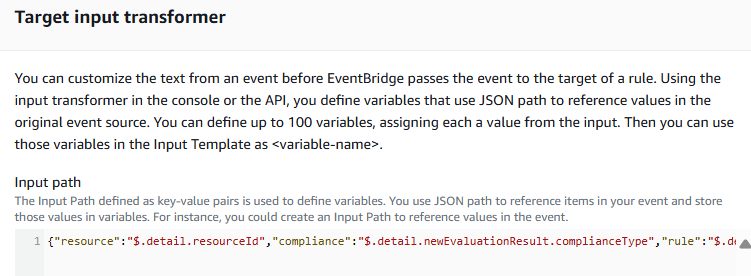 Target input transformer
You can customize the text from an event before EventBridge passes the event to the target of a rule. Using the
input transformer in the console or the API, you define variables that use JSON path to reference values in the
original event source. You can define up to 100 variables, assigning each a value from the input. Then you can use
those variables in the Input Template as <variable-name>.
Input path
The Input Path defined as key-value pairs is used to define variables. You use JSON path to reference items in your event and store
those values in variables. For instance, you could create an Input Path to reference values in the event.
1 {"resource":"$.detail.resourceId","compliance":"$.detail.newEvaluationResult.complianceType","rule":"$.de